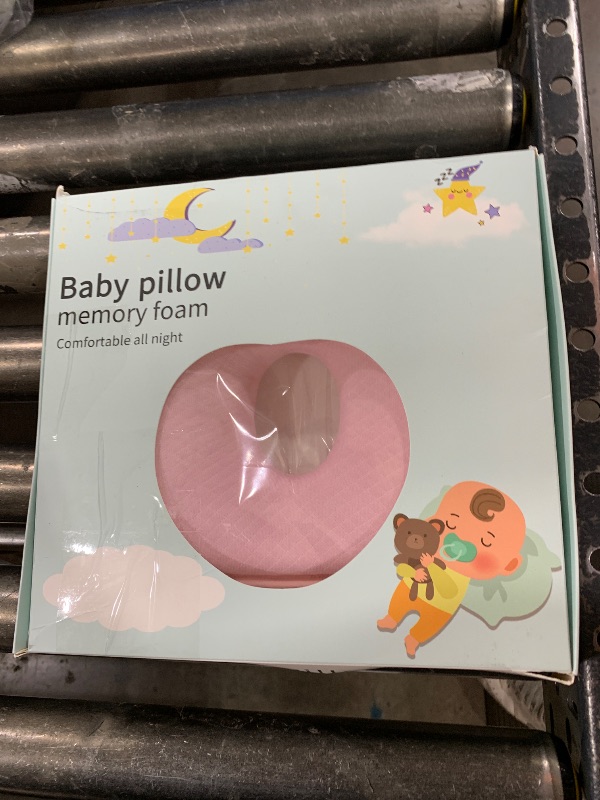 z z z
Baby pillow
memory foam
Comfortable all night